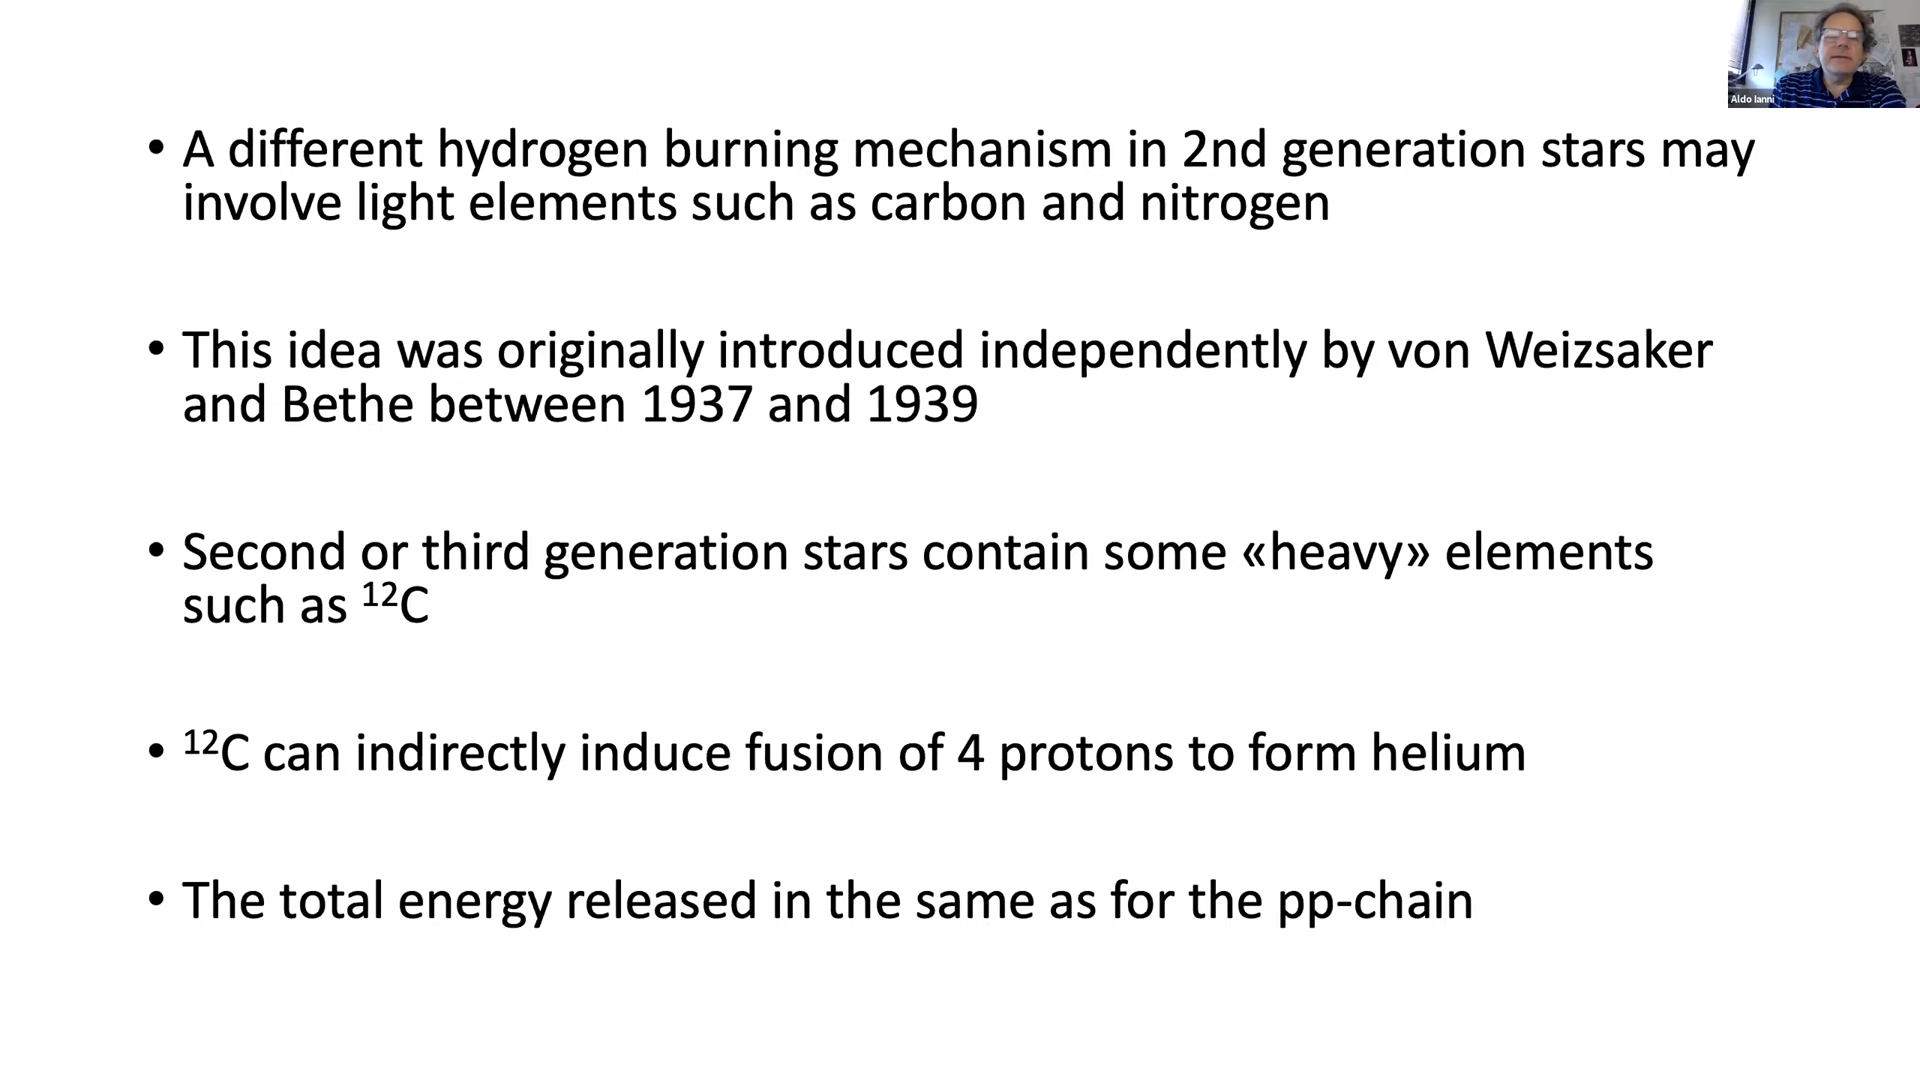 Aldo Ianni
• A different hydrogen burning mechanism in 2nd generation stars may
involve light elements such as carbon and nitrogen
• This idea was originally introduced independently by von Weizsaker
and Bethe between 1937 and 1939
• Second or third generation stars contain some «heavy» elements
such as ¹²C
• ¹²C can indirectly induce fusion of 4 protons to form helium
• The total energy released in the same as for the pp-chain